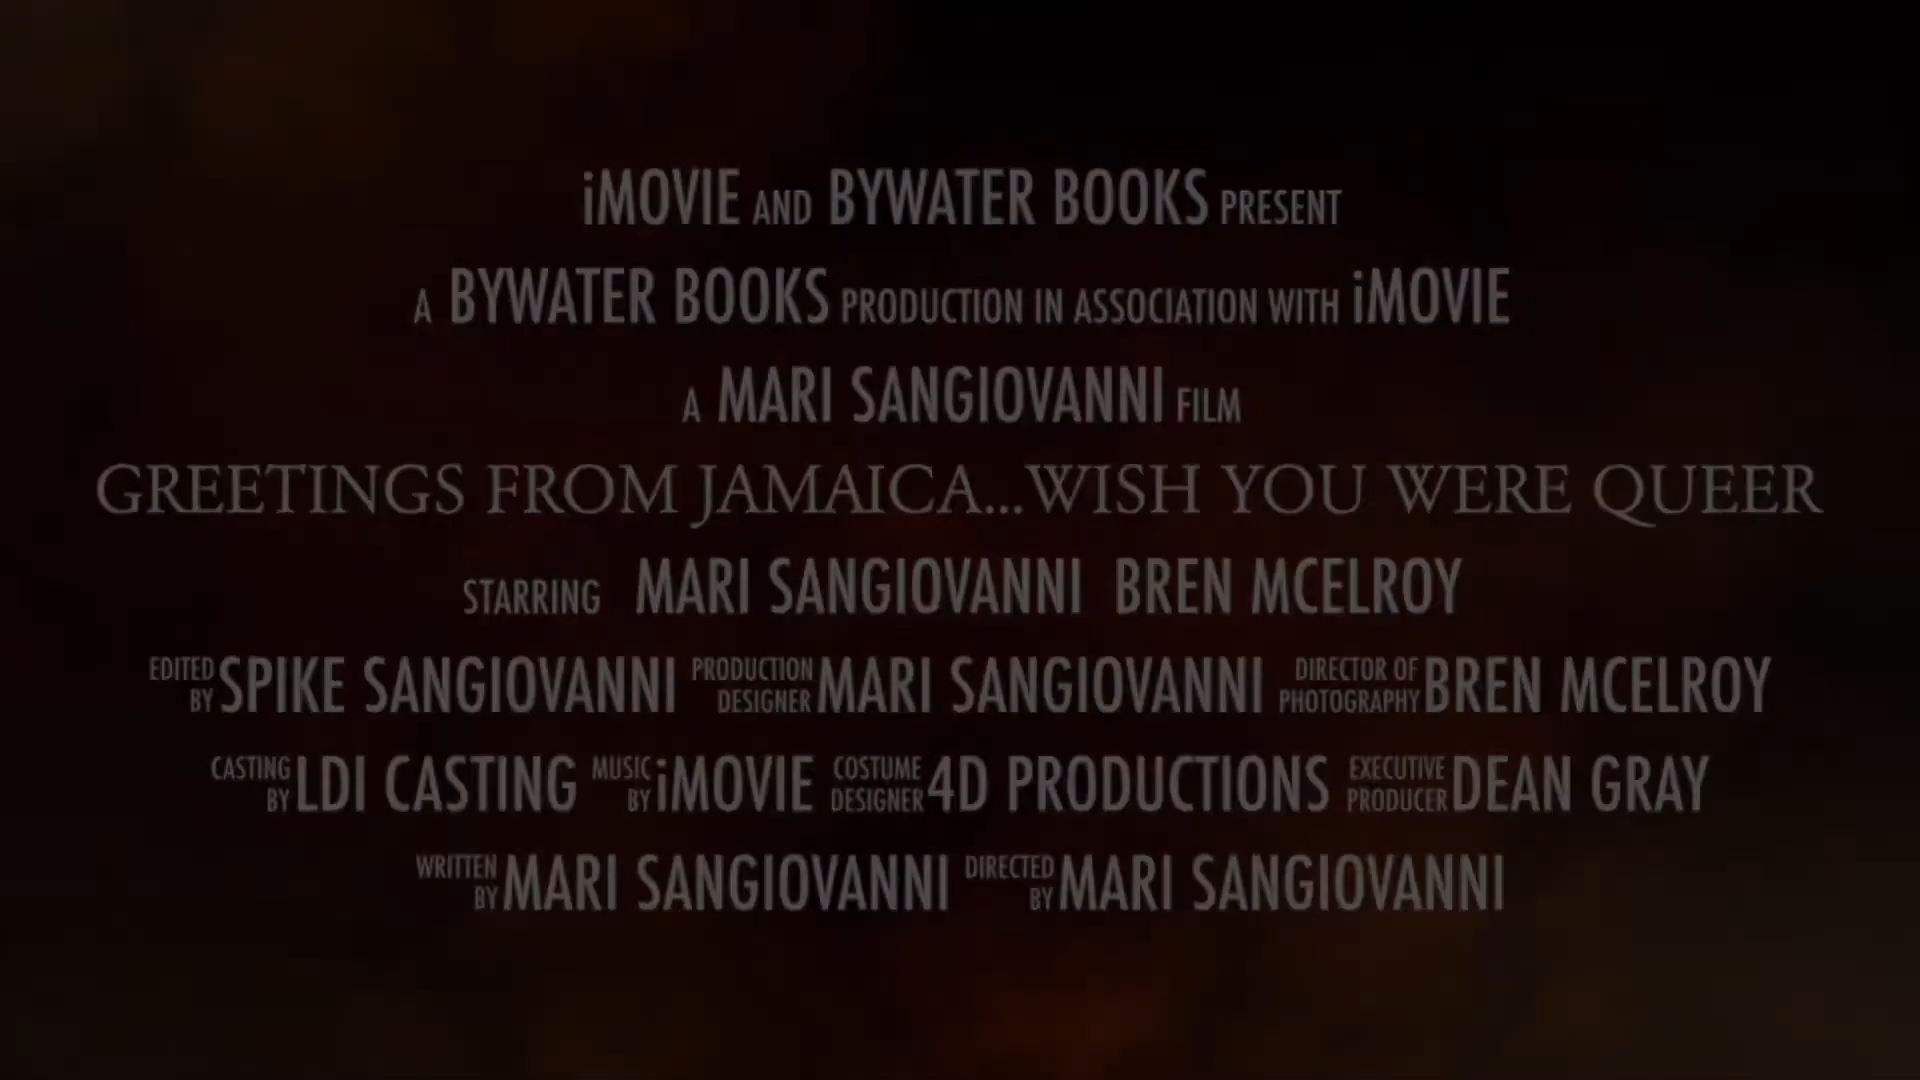 iMOVIE AND BYWATER BOOKS PRESENT
A BYWATER BOOKS PRODUCTION IN ASSOCIATION WITH iMOVIE
A MARI SANGIOVANNI FILM
GREETINGS FROM JAMAICA...WISH YOU WERE QUEER
STARRING MARI SANGIOVANNI BREN MCELROY
EDITED BY SPIKE SANGIOVANNI PRODUCTION DESIGNER MARI SANGIOVANNI DIRECTOR OF PHOTOGRAPHY BREN MCELROY
CASTING BY LDI CASTING MUSIC BY iMOVIE COSTUME DESIGNER 4D PRODUCTIONS EXECUTIVE PRODUCER DEAN GRAY
WRITTEN BY MARI SANGIOVANNI DIRECTED BY MARI SANGIOVANNI